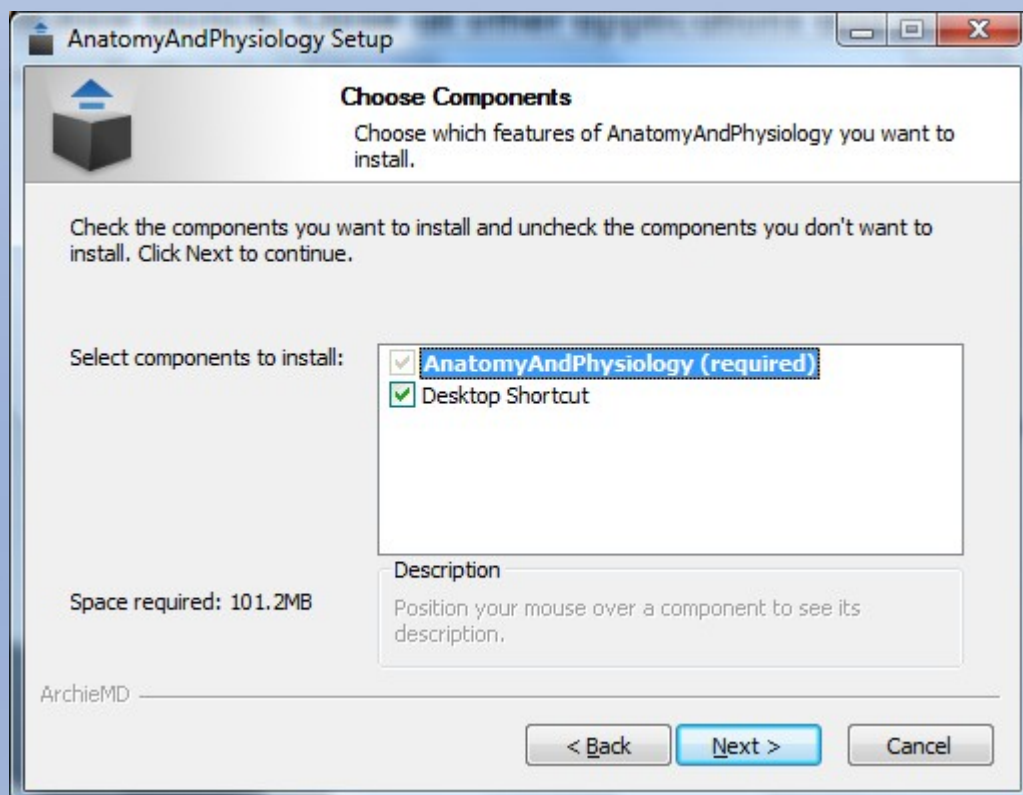 AnatomyAndPhysiology Setup
Choose Components
Choose which features of AnatomyAndPhysiology you want to
install.
Check the components you want to install and uncheck the components you don't want to
install. Click Next to continue.
Select components to install:
AnatomyAndPhysiology (required)
Desktop Shortcut
Space required: 101.2MB
Description
Position your mouse over a component to see its
description.
ArchieMD
< Back
Next >
Cancel